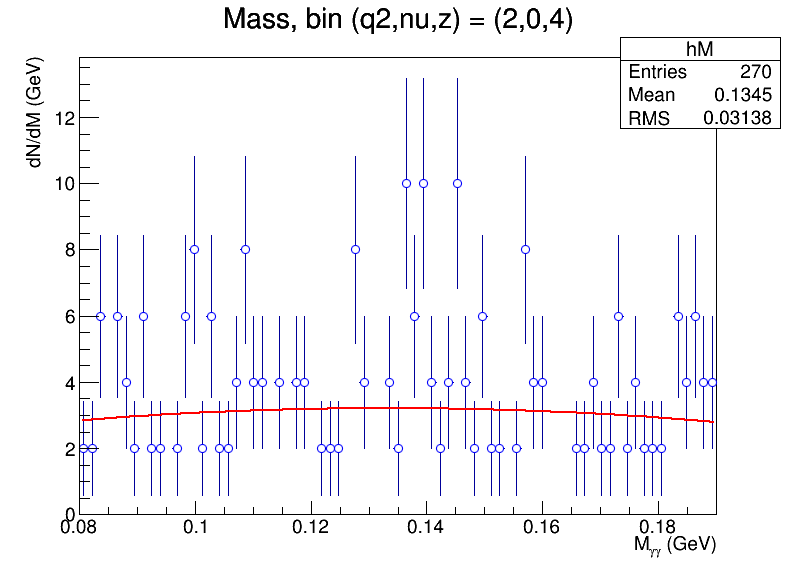 Mass, bin (q2,nu,z) = (2,0,4)
hM
Entries 270
Mean 0.1345
RMS 0.03138
dN/dM (GeV)
12
10
8
6
4
2
0
0.08 0.1 0.12 0.14 0.16 0.18
Mγγ (GeV)